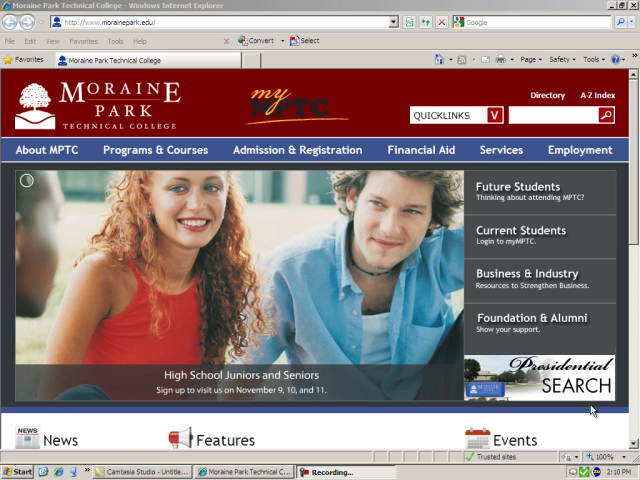 Moraine Park Technical College - Windows Internet Explorer
http://www.morainepark.edu/
Google
File Edit View Favorites Tools Help
x Convert Select
Favorites Moraine Park Technical College
Page Safety Tools
MORAINE
PARK
TECHNICAL COLLEGE
my
MPTC
Directory A-Z Index
QUICKLINKS V
About MPTC Programs & Courses Admission & Registration Financial Aid Services Employment
Future Students
Thinking about attending MPTC?
Current Students
Login to myMPTC.
Business & Industry
Resources to Strengthen Business.
Foundation & Alumni
Show your support.
High School Juniors and Seniors
Sign up to visit us on November 9, 10, and 11.
Presidential
SEARCH
NEWS
News Features Events
Trusted sites 100%
Start Camtasia Studio - Untitle... Moraine Park Technical C... Recording... 2:10 PM